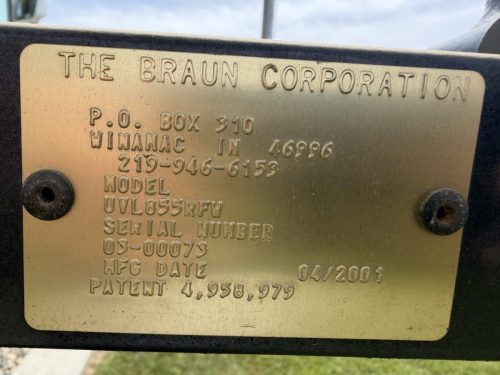 THE BRAUN CORPORATION
P.O. BOX 310
WINAMAC IN 46996
219-946-6153
MODEL
UVL855RFW
SERIAL NUMBER
03-00073
MFG DATE 04/2001
PATENT 4,958,979